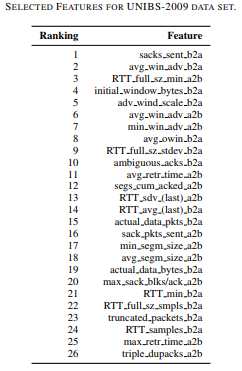 SELECTED FEATURES FOR UNIBS-2009 DATA SET.
Ranking Feature
1 sacks_sent_b2a
2 avg_win_adv_b2a
3 RTT_full_sz_min_a2b
4 initial_window_bytes_b2a
5 adv_wind_scale_b2a
6 avg_win_adv_a2b
7 min_win_adv_a2b
8 avg_owin_b2a
9 RTT_full_sz_stdev_b2a
10 ambiguous_acks_b2a
11 avg_retr_time_a2b
12 segs_cum_acked_a2b
13 RTT_sdv_(last)_a2b
14 RTT_avg_(last)_b2a
15 actual_data_pkts_b2a
16 sack_pkts_sent_a2b
17 min_segm_size_a2b
18 avg_segm_size_a2b
19 actual_data_bytes_b2a
20 max_sack_blks/ack_a2b
21 RTT_min_b2a
22 RTT_full_sz_smpls_b2a
23 truncated_packets_b2a
24 RTT_samples_b2a
25 max_retr_time_a2b
26 triple_dupacks_a2b